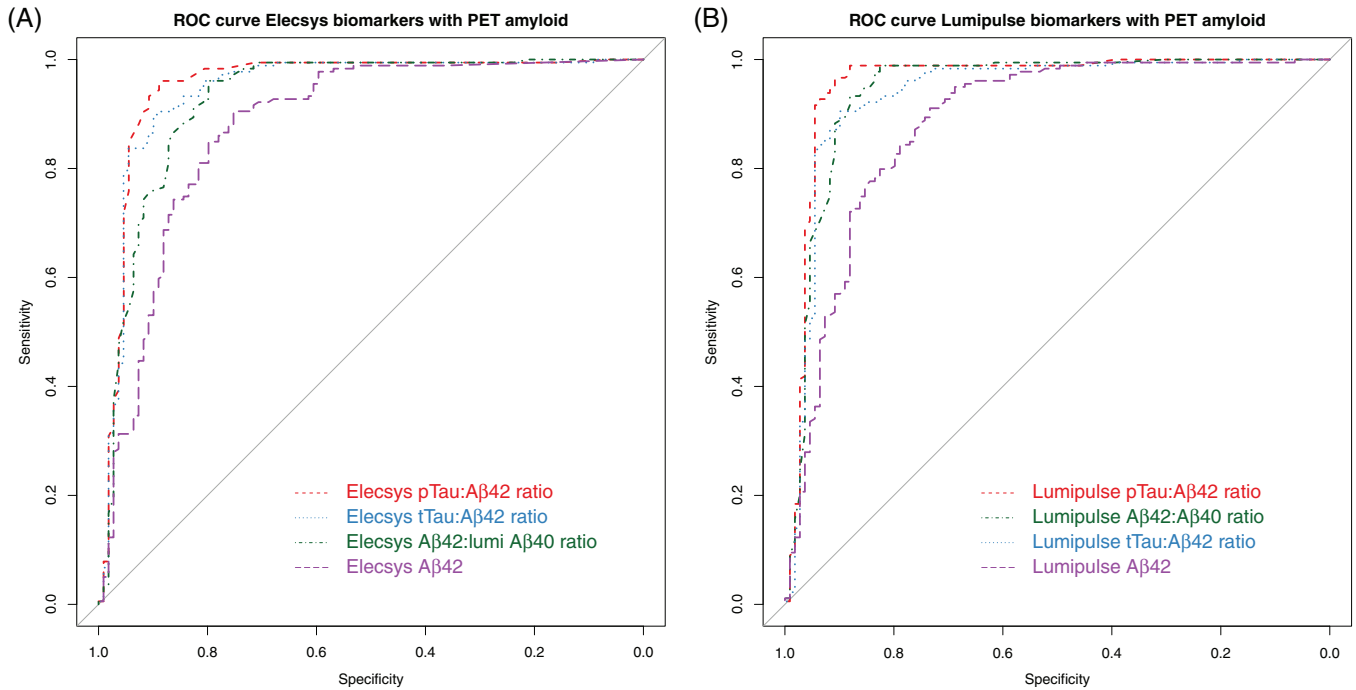 (A)
ROC curve Elecsys biomarkers with PET amyloid
1.0
0.8
0.6
0.4
0.2
0.0
Sensitivity
Elecsys pTau:Aβ42 ratio
Elecsys tTau:Aβ42 ratio
Elecsys Aβ42:lumi Aβ40 ratio
Elecsys Aβ42
1.0 0.8 0.6 0.4 0.2 0.0
Specificity
(B)
ROC curve Lumipulse biomarkers with PET amyloid
1.0
0.8
0.6
0.4
0.2
0.0
Sensitivity
Lumipulse pTau:Aβ42 ratio
Lumipulse Aβ42:Aβ40 ratio
Lumipulse tTau:Aβ42 ratio
Lumipulse Aβ42
1.0 0.8 0.6 0.4 0.2 0.0
Specificity